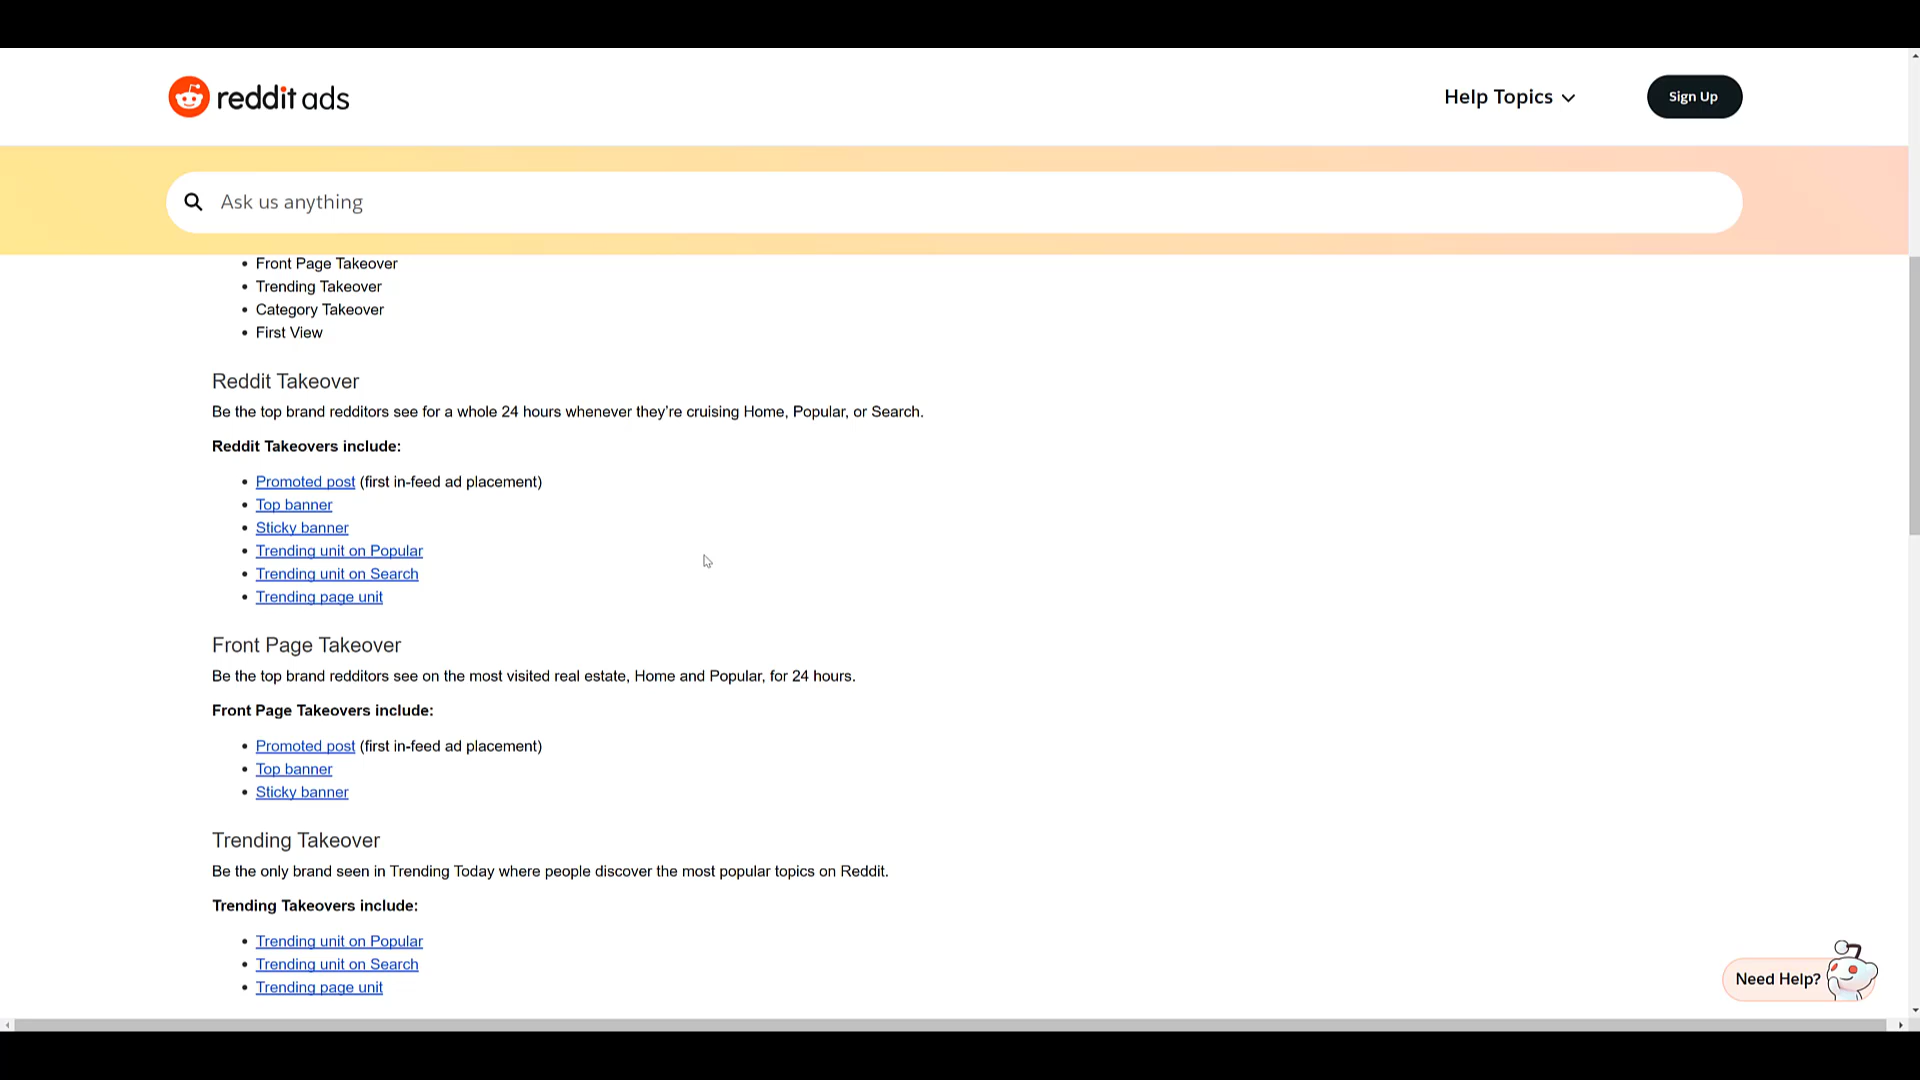 reddit ads
Help Topics
Sign Up
Ask us anything
• Front Page Takeover
• Trending Takeover
• Category Takeover
• First View
Reddit Takeover
Be the top brand redditors see for a whole 24 hours whenever they're cruising Home, Popular, or Search.
Reddit Takeovers include:
• Promoted post (first in-feed ad placement)
• Top banner
• Sticky banner
• Trending unit on Popular
• Trending unit on Search
• Trending page unit
Front Page Takeover
Be the top brand redditors see on the most visited real estate, Home and Popular, for 24 hours.
Front Page Takeovers include:
• Promoted post (first in-feed ad placement)
• Top banner
• Sticky banner
Trending Takeover
Be the only brand seen in Trending Today where people discover the most popular topics on Reddit.
Trending Takeovers include:
• Trending unit on Popular
• Trending unit on Search
• Trending page unit
Need Help?